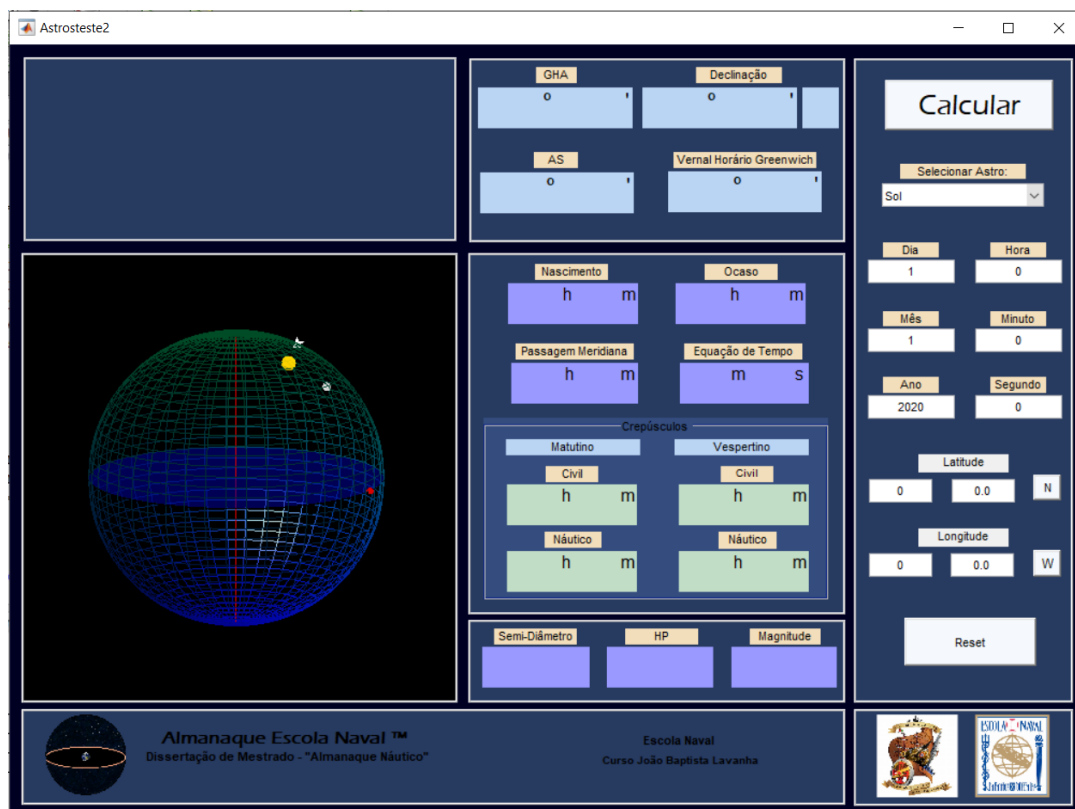 Astrosteste2
GHA
Declinação
o ' o '
AS
Vernal Horário Greenwich
o ' o '
Nascimento
Ocaso
h m h m
Passagem Meridiana
Equação de Tempo
h m m s
Crepúsculos
Matutino
Vespertino
Civil
Civil
h m h m
Náutico
Náutico
h m h m
Semi-Diâmetro
HP
Magnitude
Calcular
Selecionar Astro:
Sol
Dia
Hora
1
0
Mês
Minuto
1
0
Ano
Segundo
2020
0
Latitude
0
0.0
N
Longitude
0
0.0
W
Reset
Almanaque Escola Naval ™
Dissertação de Mestrado - "Almanaque Náutico"
Escola Naval
Curso João Baptista Lavanha
ESCOLA NAVAL